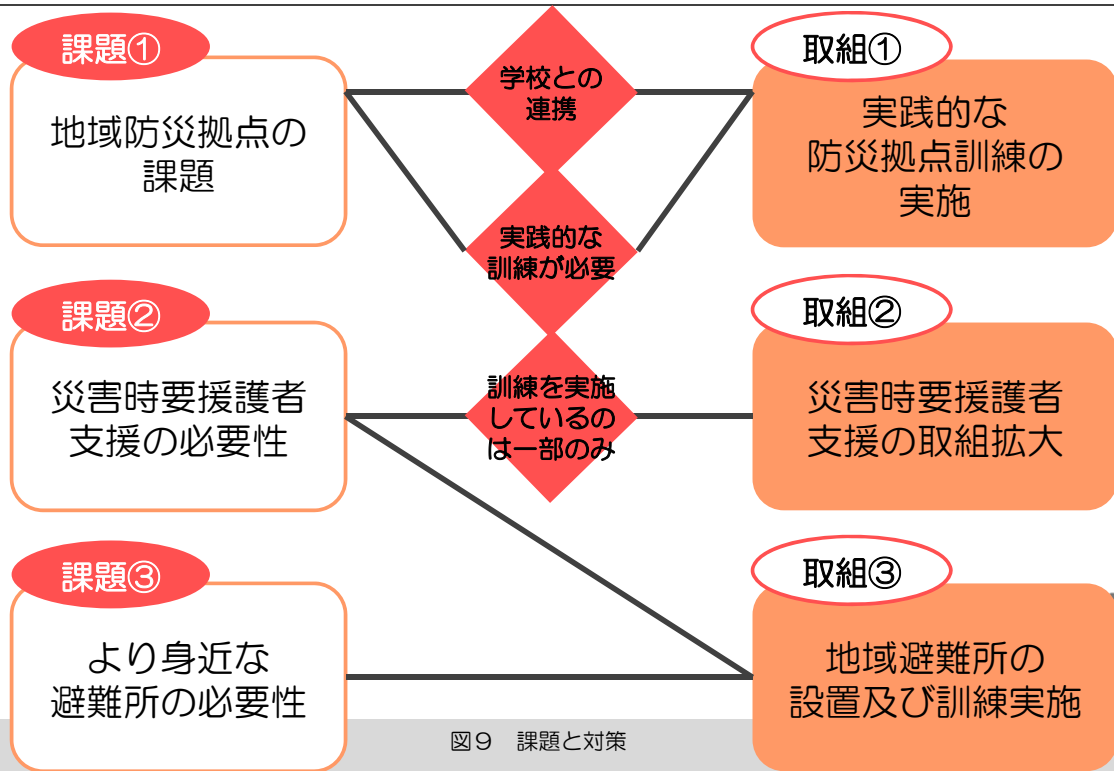 課題①
地域防災拠点の
課題
学校との
連携
実践的な
訓練が必要
取組①
実践的な
防災拠点訓練の
実施
課題②
災害時要援護者
支援の必要性
訓練を実施
しているの
は一部のみ
取組②
災害時要援護者
支援の取組拡大
課題③
より身近な
避難所の必要性
取組③
地域避難所の
設置及び訓練実施
図9　課題と対策